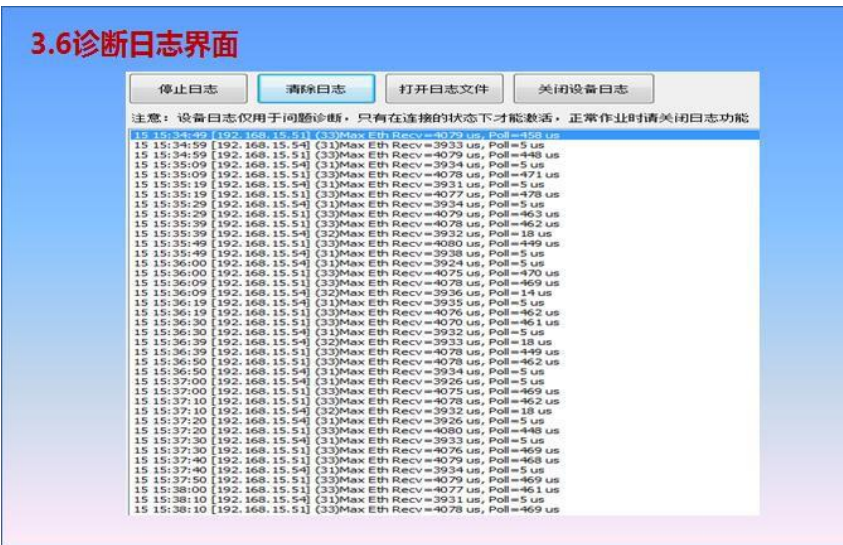 3.6诊断日志界面
停止日志 清除日志 打开日志文件 关闭设备日志
注意：设备日志仅用于问题诊断，只有在连接的状态下才能激活，正常作业时请关闭日志功能
15 15:34:49 [192.168.15.51] (33)Max Eth Recv=4079 us, Poll=458 us
15 15:34:59 [192.168.15.54] (31)Max Eth Recv=3933 us, Poll=5 us
15 15:34:59 [192.168.15.51] (33)Max Eth Recv=4079 us, Poll=448 us
15 15:35:09 [192.168.15.54] (31)Max Eth Recv=3934 us, Poll=5 us
15 15:35:09 [192.168.15.51] (33)Max Eth Recv=4078 us, Poll=471 us
15 15:35:19 [192.168.15.54] (31)Max Eth Recv=3931 us, Poll=5 us
15 15:35:19 [192.168.15.51] (33)Max Eth Recv=4077 us, Poll=478 us
15 15:35:29 [192.168.15.54] (31)Max Eth Recv=3934 us, Poll=5 us
15 15:35:29 [192.168.15.51] (33)Max Eth Recv=4079 us, Poll=463 us
15 15:35:39 [192.168.15.51] (33)Max Eth Recv=4078 us, Poll=462 us
15 15:35:39 [192.168.15.54] (32)Max Eth Recv=3932 us, Poll=18 us
15 15:35:49 [192.168.15.51] (33)Max Eth Recv=4080 us, Poll=449 us
15 15:35:49 [192.168.15.54] (31)Max Eth Recv=3938 us, Poll=5 us
15 15:36:00 [192.168.15.54] (31)Max Eth Recv=3924 us, Poll=5 us
15 15:36:00 [192.168.15.51] (33)Max Eth Recv=4075 us, Poll=470 us
15 15:36:09 [192.168.15.51] (33)Max Eth Recv=4078 us, Poll=469 us
15 15:36:09 [192.168.15.54] (32)Max Eth Recv=3936 us, Poll=14 us
15 15:36:19 [192.168.15.54] (31)Max Eth Recv=3935 us, Poll=5 us
15 15:36:19 [192.168.15.51] (33)Max Eth Recv=4076 us, Poll=462 us
15 15:36:30 [192.168.15.51] (33)Max Eth Recv=4070 us, Poll=461 us
15 15:36:30 [192.168.15.54] (31)Max Eth Recv=3932 us, Poll=5 us
15 15:36:39 [192.168.15.54] (32)Max Eth Recv=3933 us, Poll=18 us
15 15:36:39 [192.168.15.51] (33)Max Eth Recv=4078 us, Poll=449 us
15 15:36:50 [192.168.15.51] (33)Max Eth Recv=4078 us, Poll=462 us
15 15:36:50 [192.168.15.54] (31)Max Eth Recv=3934 us, Poll=5 us
15 15:37:00 [192.168.15.54] (31)Max Eth Recv=3926 us, Poll=5 us
15 15:37:00 [192.168.15.51] (33)Max Eth Recv=4075 us, Poll=469 us
15 15:37:10 [192.168.15.51] (33)Max Eth Recv=4078 us, Poll=462 us
15 15:37:10 [192.168.15.54] (32)Max Eth Recv=3932 us, Poll=18 us
15 15:37:20 [192.168.15.54] (31)Max Eth Recv=3926 us, Poll=5 us
15 15:37:20 [192.168.15.51] (33)Max Eth Recv=4080 us, Poll=448 us
15 15:37:30 [192.168.15.54] (31)Max Eth Recv=3933 us, Poll=5 us
15 15:37:30 [192.168.15.51] (33)Max Eth Recv=4076 us, Poll=469 us
15 15:37:40 [192.168.15.51] (33)Max Eth Recv=4079 us, Poll=468 us
15 15:37:40 [192.168.15.54] (31)Max Eth Recv=3934 us, Poll=5 us
15 15:37:50 [192.168.15.51] (33)Max Eth Recv=4079 us, Poll=469 us
15 15:38:00 [192.168.15.51] (33)Max Eth Recv=4077 us, Poll=461 us
15 15:38:10 [192.168.15.54] (31)Max Eth Recv=3931 us, Poll=5 us
15 15:38:10 [192.168.15.51] (33)Max Eth Recv=4078 us, Poll=469 us